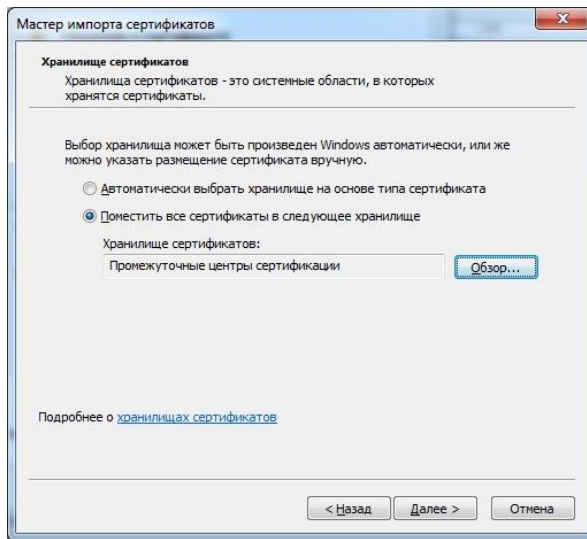 Мастер импорта сертификатов
Хранилище сертификатов
Хранилища сертификатов - это системные области, в которых
хранятся сертификаты.
Выбор хранилища может быть произведен Windows автоматически, или же
можно указать размещение сертификата вручную.
Автоматически выбрать хранилище на основе типа сертификата
Поместить все сертификаты в следующее хранилище
Хранилище сертификатов:
Промежуточные центры сертификации
Обзор...
Подробнее о хранилищах сертификатов
< Назад
Далее >
Отмена